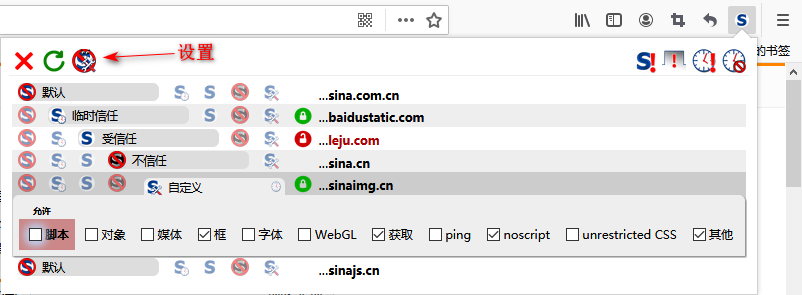 设置
的书签
默认 ...sina.com.cn
临时信任 ...baidustatic.com
受信任 ...leju.com
不信任 ...sina.cn
自定义 ...sinaimg.cn
允许
脚本 对象 媒体 框 字体 WebGL 获取 ping noscript unrestricted CSS 其他
默认 ...sinajs.cn